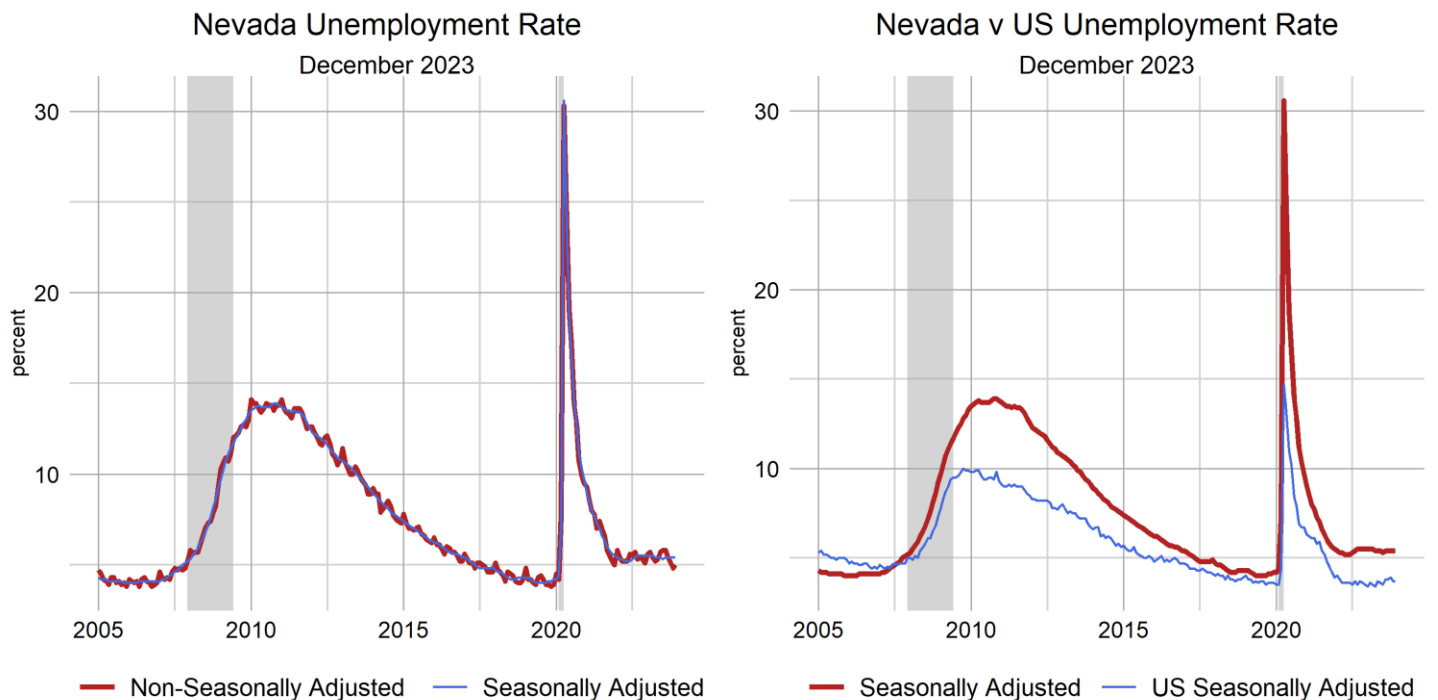 Nevada Unemployment Rate
December 2023
percent
30
20
10
2005
2010
2015
2020
Non-Seasonally Adjusted
Seasonally Adjusted
Nevada v US Unemployment Rate
December 2023
percent
30
20
10
2005
2010
2015
2020
Seasonally Adjusted
US Seasonally Adjusted